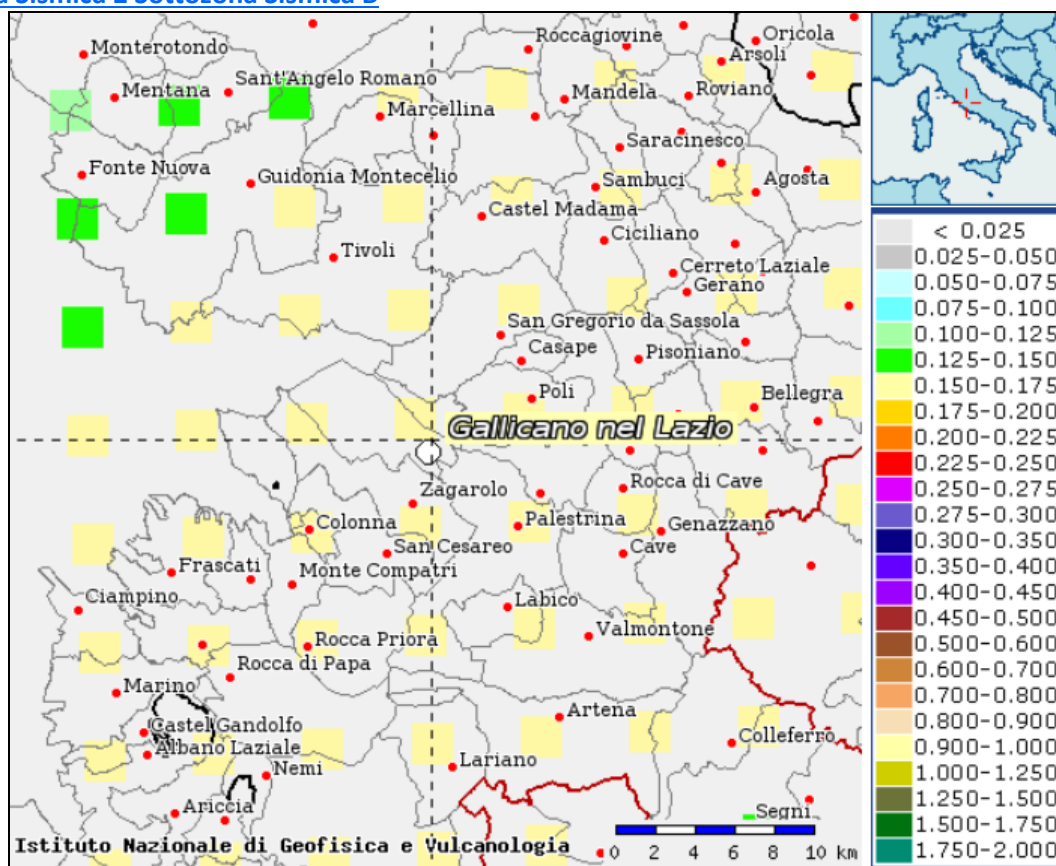 Monterotondo
Roccagiovine
Oricola
Arsoli
Mentana
Sant'Angelo Romano
Marcellina
Mandela
Roviano
Saracinesco
Fonte Nuova
Guidonia Montecelio
Sambuci
Agosta
Castel Madama
Ciciliano
Tivoli
Cerreto Laziale
Gerano
San Gregorio da Sassola
Casape
Pisoniano
Poli
Bellegra
Gallicano nel Lazio
Zagarolo
Rocca di Cave
Colonna
Palestrina
Genazzano
San Cesareo
Cave
Frascati
Monte Compatri
Ciampino
Labico
Valmontone
Rocca Priora
Rocca di Papa
Marino
Artena
Castel Gandolfo
Colleferro
Albano Laziale
Nemi
Lariano
Ariccia
Segni
Istituto Nazionale di Geofisica e Vulcanologia
0 2 4 6 8 10 km
< 0.025
0.025-0.050
0.050-0.075
0.075-0.100
0.100-0.125
0.125-0.150
0.150-0.175
0.175-0.200
0.200-0.225
0.225-0.250
0.250-0.275
0.275-0.300
0.300-0.350
0.350-0.400
0.400-0.450
0.450-0.500
0.500-0.600
0.600-0.700
0.700-0.800
0.800-0.900
0.900-1.000
1.000-1.250
1.250-1.500
1.500-1.750
1.750-2.000